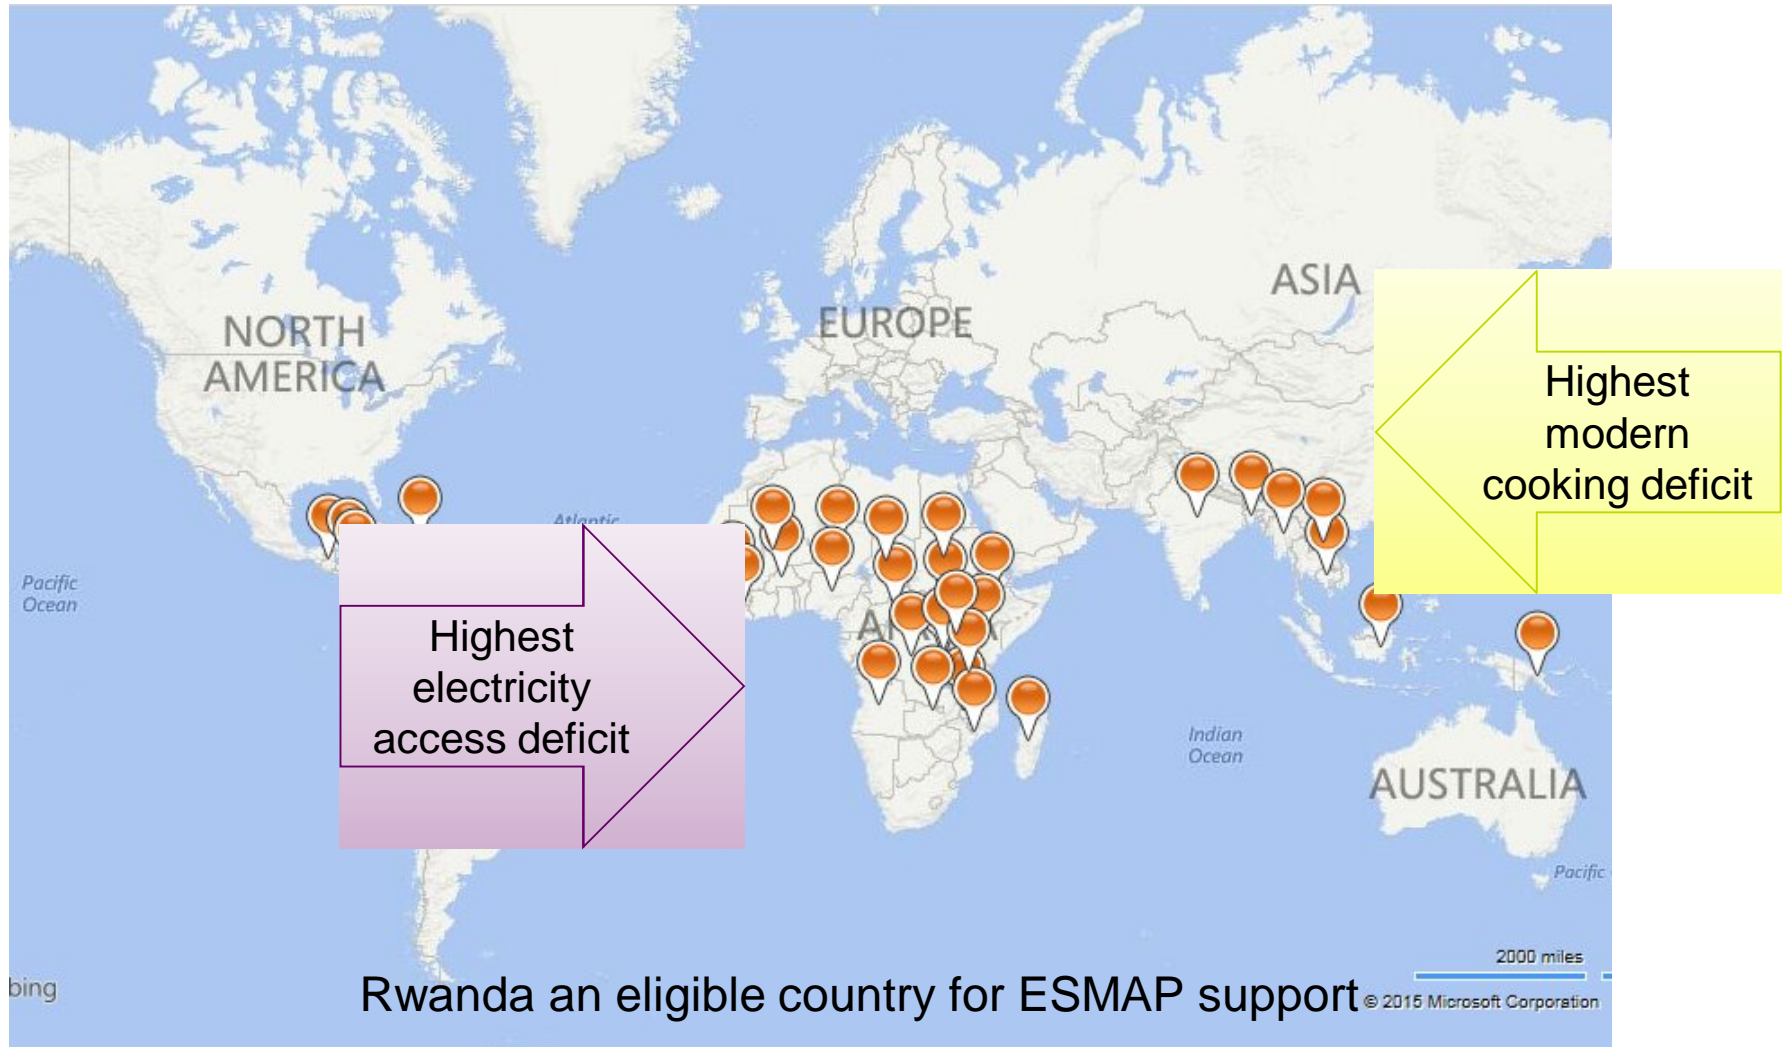 ASIA
NORTH
AMERICA
EUROPE
Highest
modern
cooking deficit
Atlantic
Pacific
Ocean
Highest
electricity
access deficit
Indian
Ocean
AUSTRALIA
Pacific
2000 miles
bing
Rwanda an eligible country for ESMAP support
© 2015 Microsoft Corporation